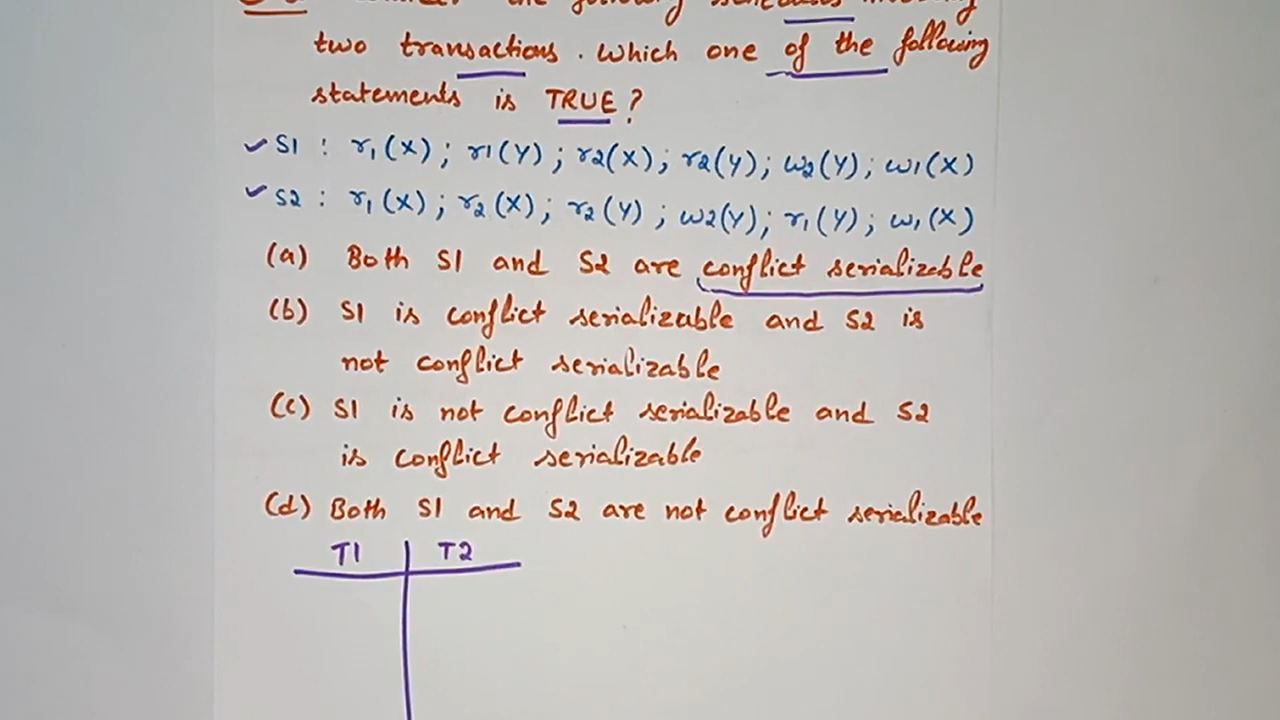 the following
two transactions . Which one of the following
statements is TRUE ?
S1 : r1(X) ; r1(Y) ; r2(X) ; r2(Y) ; w2(Y) ; w1(X)
S2 : r1(X) ; r2(X) ; r2(Y) ; w2(Y) ; r1(Y) ; w1(X)
(a) Both S1 and S2 are conflict serializable
(b) S1 is conflict serializable and S2 is
not conflict serializable
(c) S1 is not conflict serializable and S2
is conflict serializable
(d) Both S1 and S2 are not conflict serializable
T1 T2